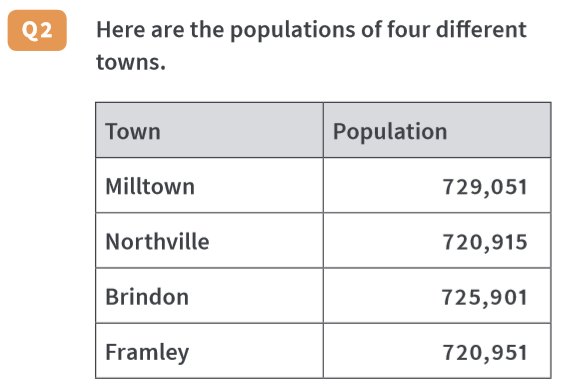 Q2 Here are the populations of four different
towns.
Town Population
Milltown 729,051
Northville 720,915
Brindon 725,901
Framley 720,951